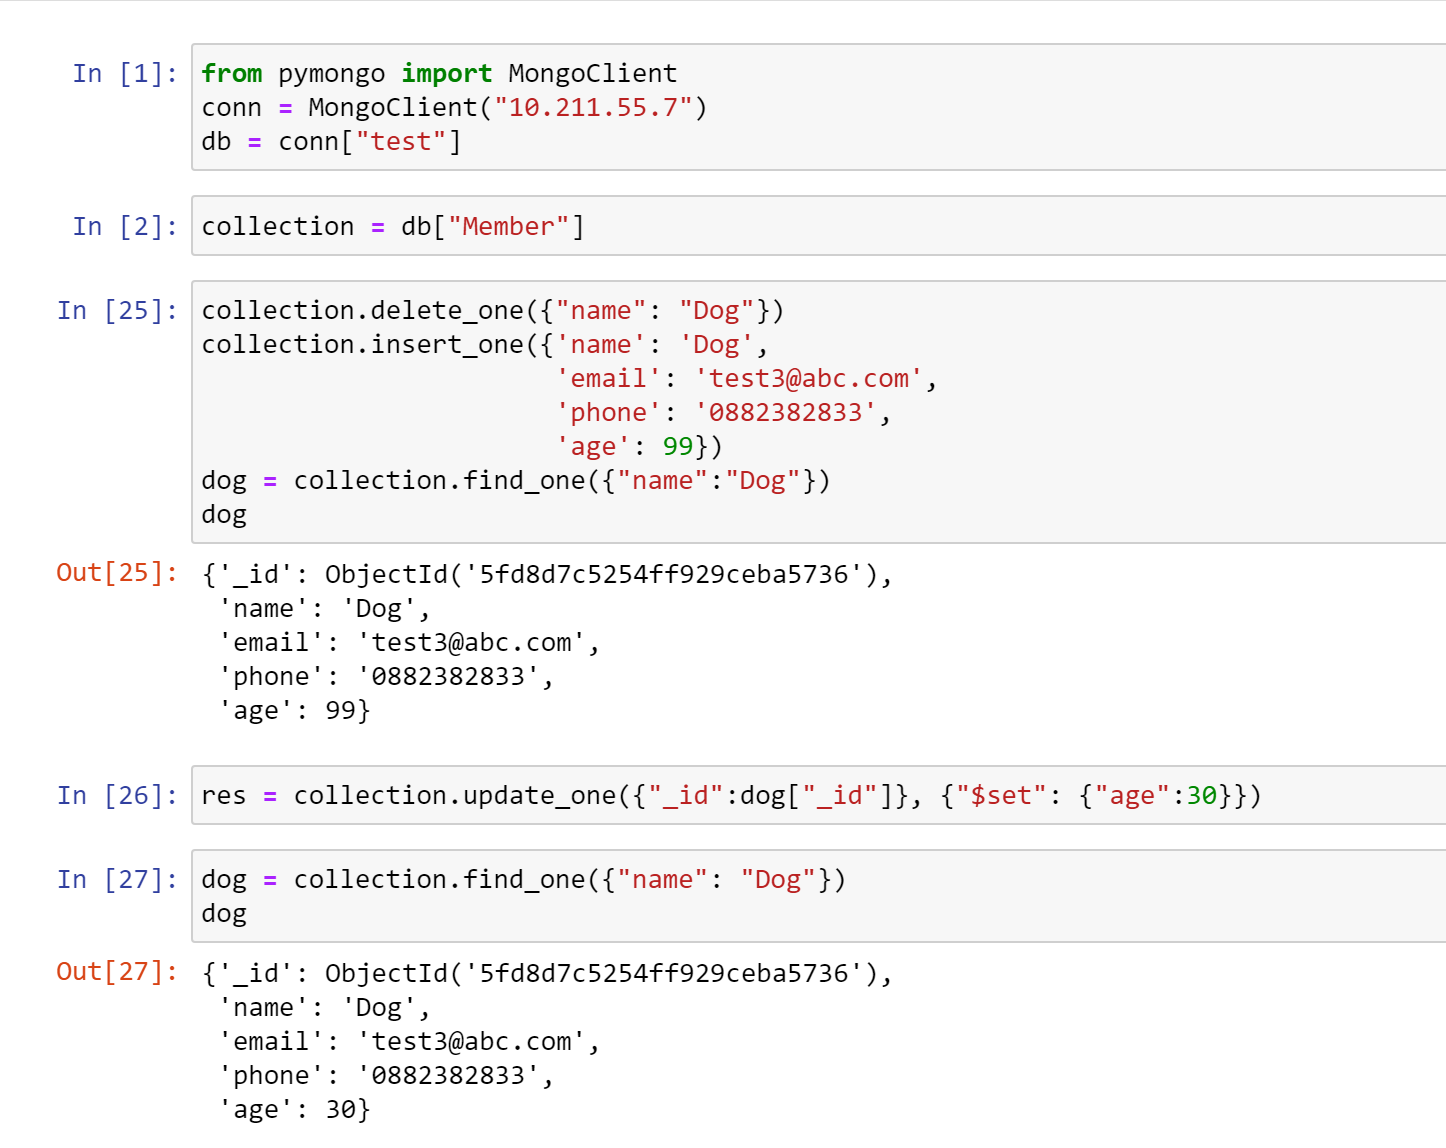 In [1]: from pymongo import MongoClient
conn = MongoClient("10.211.55.7")
db = conn["test"]
In [2]: collection = db["Member"]
In [25]: collection.delete_one({"name": "Dog"})
collection.insert_one({'name': 'Dog',
'email': 'test3@abc.com',
'phone': '0882382833',
'age': 99})
dog = collection.find_one({"name":"Dog"})
dog
Out[25]: {'_id': ObjectId('5fd8d7c5254ff929ceba5736'),
'name': 'Dog',
'email': 'test3@abc.com',
'phone': '0882382833',
'age': 99}
In [26]: res = collection.update_one({"_id":dog["_id"]}, {"$set": {"age":30}})
In [27]: dog = collection.find_one({"name": "Dog"})
dog
Out[27]: {'_id': ObjectId('5fd8d7c5254ff929ceba5736'),
'name': 'Dog',
'email': 'test3@abc.com',
'phone': '0882382833',
'age': 30}